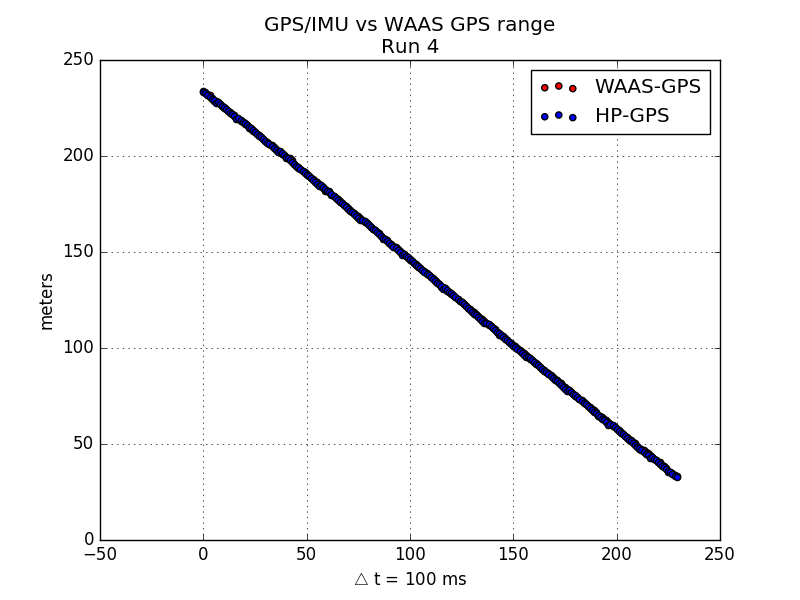 GPS/IMU vs WAAS GPS range
Run 4
250
200
150
100
50
0
meters
−50
0
50
100
150
200
250
△ t = 100 ms
WAAS-GPS
HP-GPS